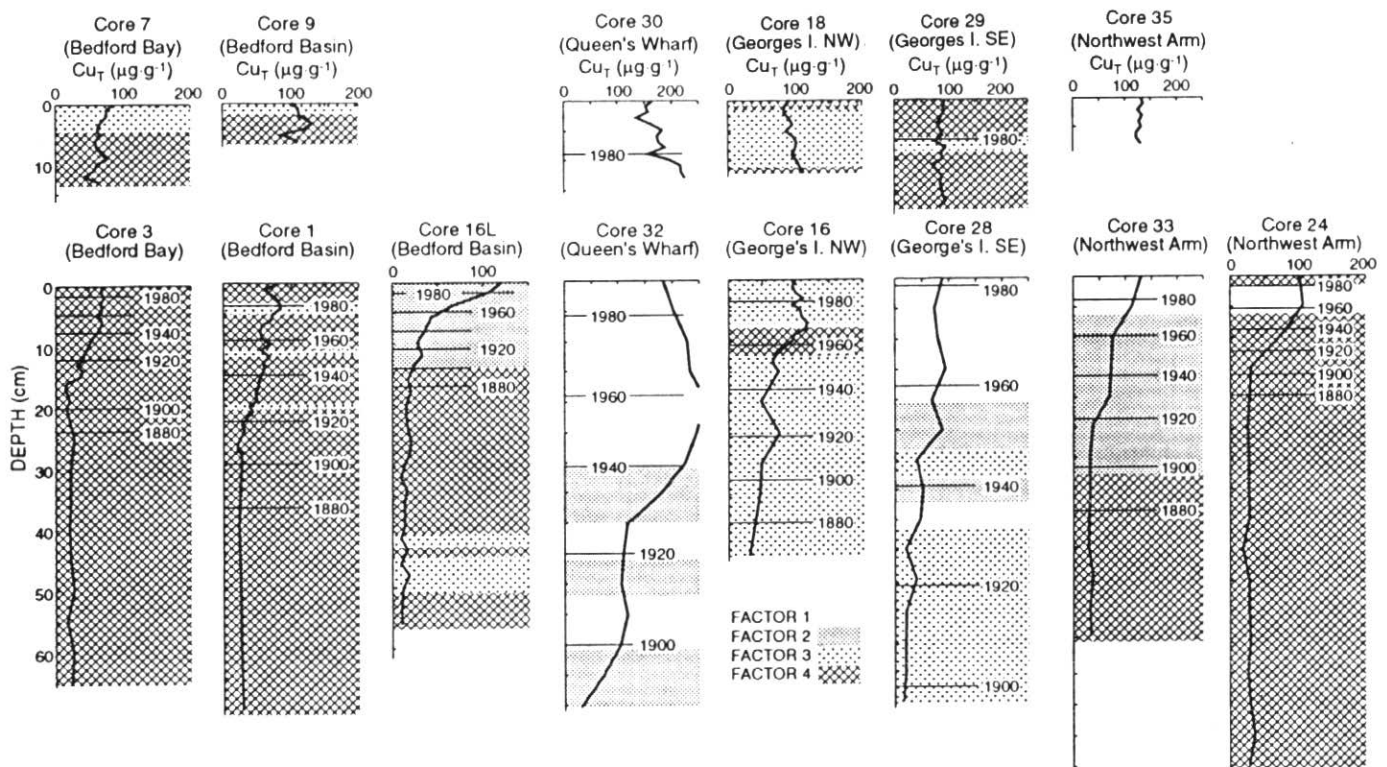 Core 7
(Bedford Bay)
Cu_T (µg·g⁻¹)
0 100 200
0
10
Core 9
(Bedford Basin)
Cu_T (µg·g⁻¹)
0 100 200
Core 30
(Queen's Wharf)
Cu_T (µg·g⁻¹)
0 100 200
1980
Core 18
(Georges I. NW)
Cu_T (µg·g⁻¹)
0 100 200
Core 29
(Georges I. SE)
Cu_T (µg·g⁻¹)
0 100 200
1980
Core 35
(Northwest Arm)
Cu_T (µg·g⁻¹)
0 100 200
Core 3
(Bedford Bay)
DEPTH (cm)
0
10
20
30
40
50
60
1980
1940
1920
1900
1880
Core 1
(Bedford Basin)
1980
1960
1940
1920
1900
1880
Core 16L
(Bedford Basin)
0 100
1980
1960
1920
1880
Core 32
(Queen's Wharf)
1980
1960
1940
1920
1900
Core 16
(George's I. NW)
1980
1960
1940
1920
1900
1880
FACTOR 1
FACTOR 2
FACTOR 3
FACTOR 4
Core 28
(George's I. SE)
1980
1960
1940
1920
1900
Core 33
(Northwest Arm)
1980
1960
1940
1920
1900
1880
Core 24
(Northwest Arm)
0 100 200
1980
1960
1940
1920
1900
1880